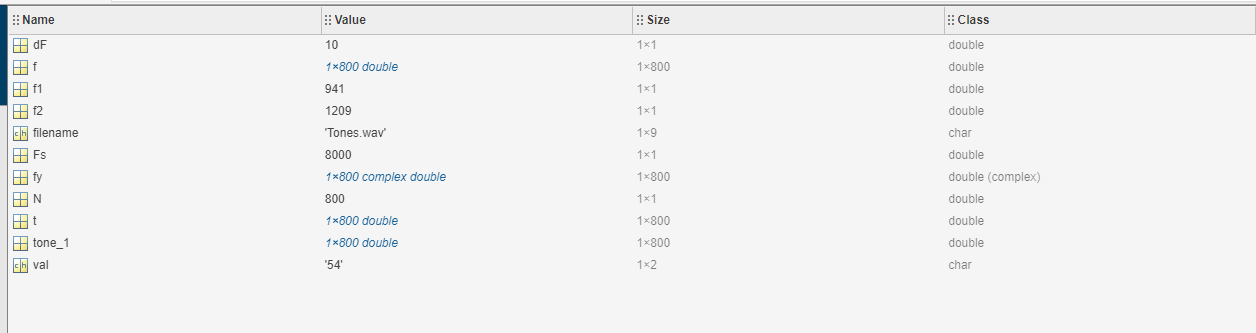 Name Value Size Class
dF 10 1×1 double
f 1×800 double 1×800 double
f1 941 1×1 double
f2 1209 1×1 double
ch filename 'Tones.wav' 1×9 char
Fs 8000 1×1 double
fy 1×800 complex double 1×800 double (complex)
N 800 1×1 double
t 1×800 double 1×800 double
tone_1 1×800 double 1×800 double
ch val '54' 1×2 char